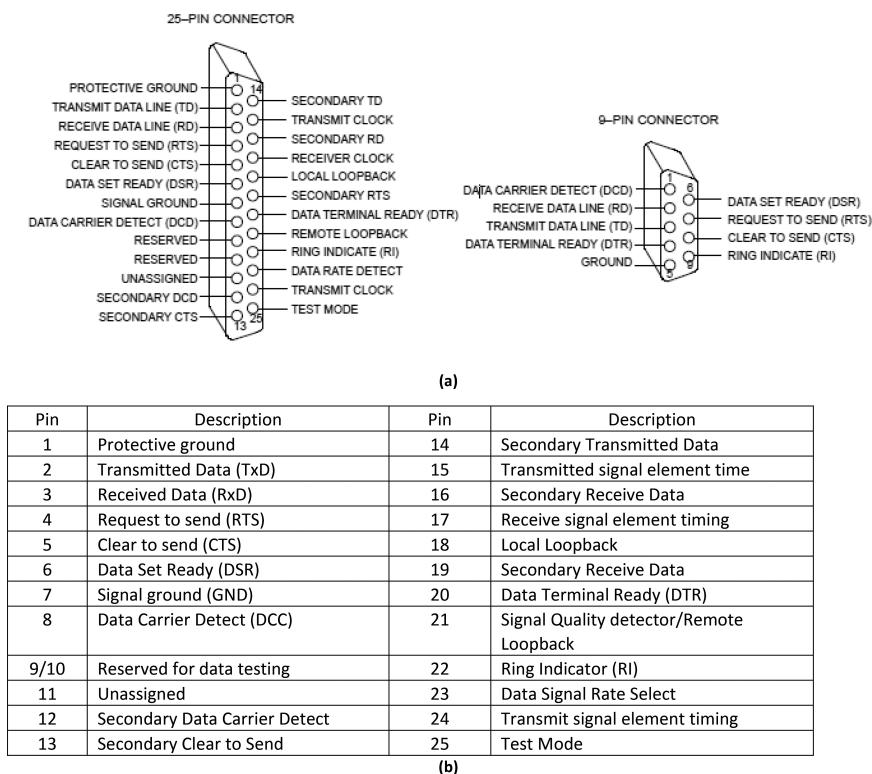 25–PIN CONNECTOR
1
14
PROTECTIVE GROUND
TRANSMIT DATA LINE (TD)
RECEIVE DATA LINE (RD)
REQUEST TO SEND (RTS)
CLEAR TO SEND (CTS)
DATA SET READY (DSR)
SIGNAL GROUND
DATA CARRIER DETECT (DCD)
RESERVED
RESERVED
UNASSIGNED
SECONDARY DCD
SECONDARY CTS
13
25
SECONDARY TD
TRANSMIT CLOCK
SECONDARY RD
RECEIVER CLOCK
LOCAL LOOPBACK
SECONDARY RTS
DATA TERMINAL READY (DTR)
REMOTE LOOPBACK
RING INDICATE (RI)
DATA RATE DETECT
TRANSMIT CLOCK
TEST MODE
9–PIN CONNECTOR
1
6
DATA CARRIER DETECT (DCD)
RECEIVE DATA LINE (RD)
TRANSMIT DATA LINE (TD)
DATA TERMINAL READY (DTR)
GROUND
5
9
DATA SET READY (DSR)
REQUEST TO SEND (RTS)
CLEAR TO SEND (CTS)
RING INDICATE (RI)
(a)
Pin Description Pin Description
1 Protective ground 14 Secondary Transmitted Data
2 Transmitted Data (TxD) 15 Transmitted signal element time
3 Received Data (RxD) 16 Secondary Receive Data
4 Request to send (RTS) 17 Receive signal element timing
5 Clear to send (CTS) 18 Local Loopback
6 Data Set Ready (DSR) 19 Secondary Receive Data
7 Signal ground (GND) 20 Data Terminal Ready (DTR)
8 Data Carrier Detect (DCC) 21 Signal Quality detector/Remote
Loopback
9/10 Reserved for data testing 22 Ring Indicator (RI)
11 Unassigned 23 Data Signal Rate Select
12 Secondary Data Carrier Detect 24 Transmit signal element timing
13 Secondary Clear to Send 25 Test Mode
(b)